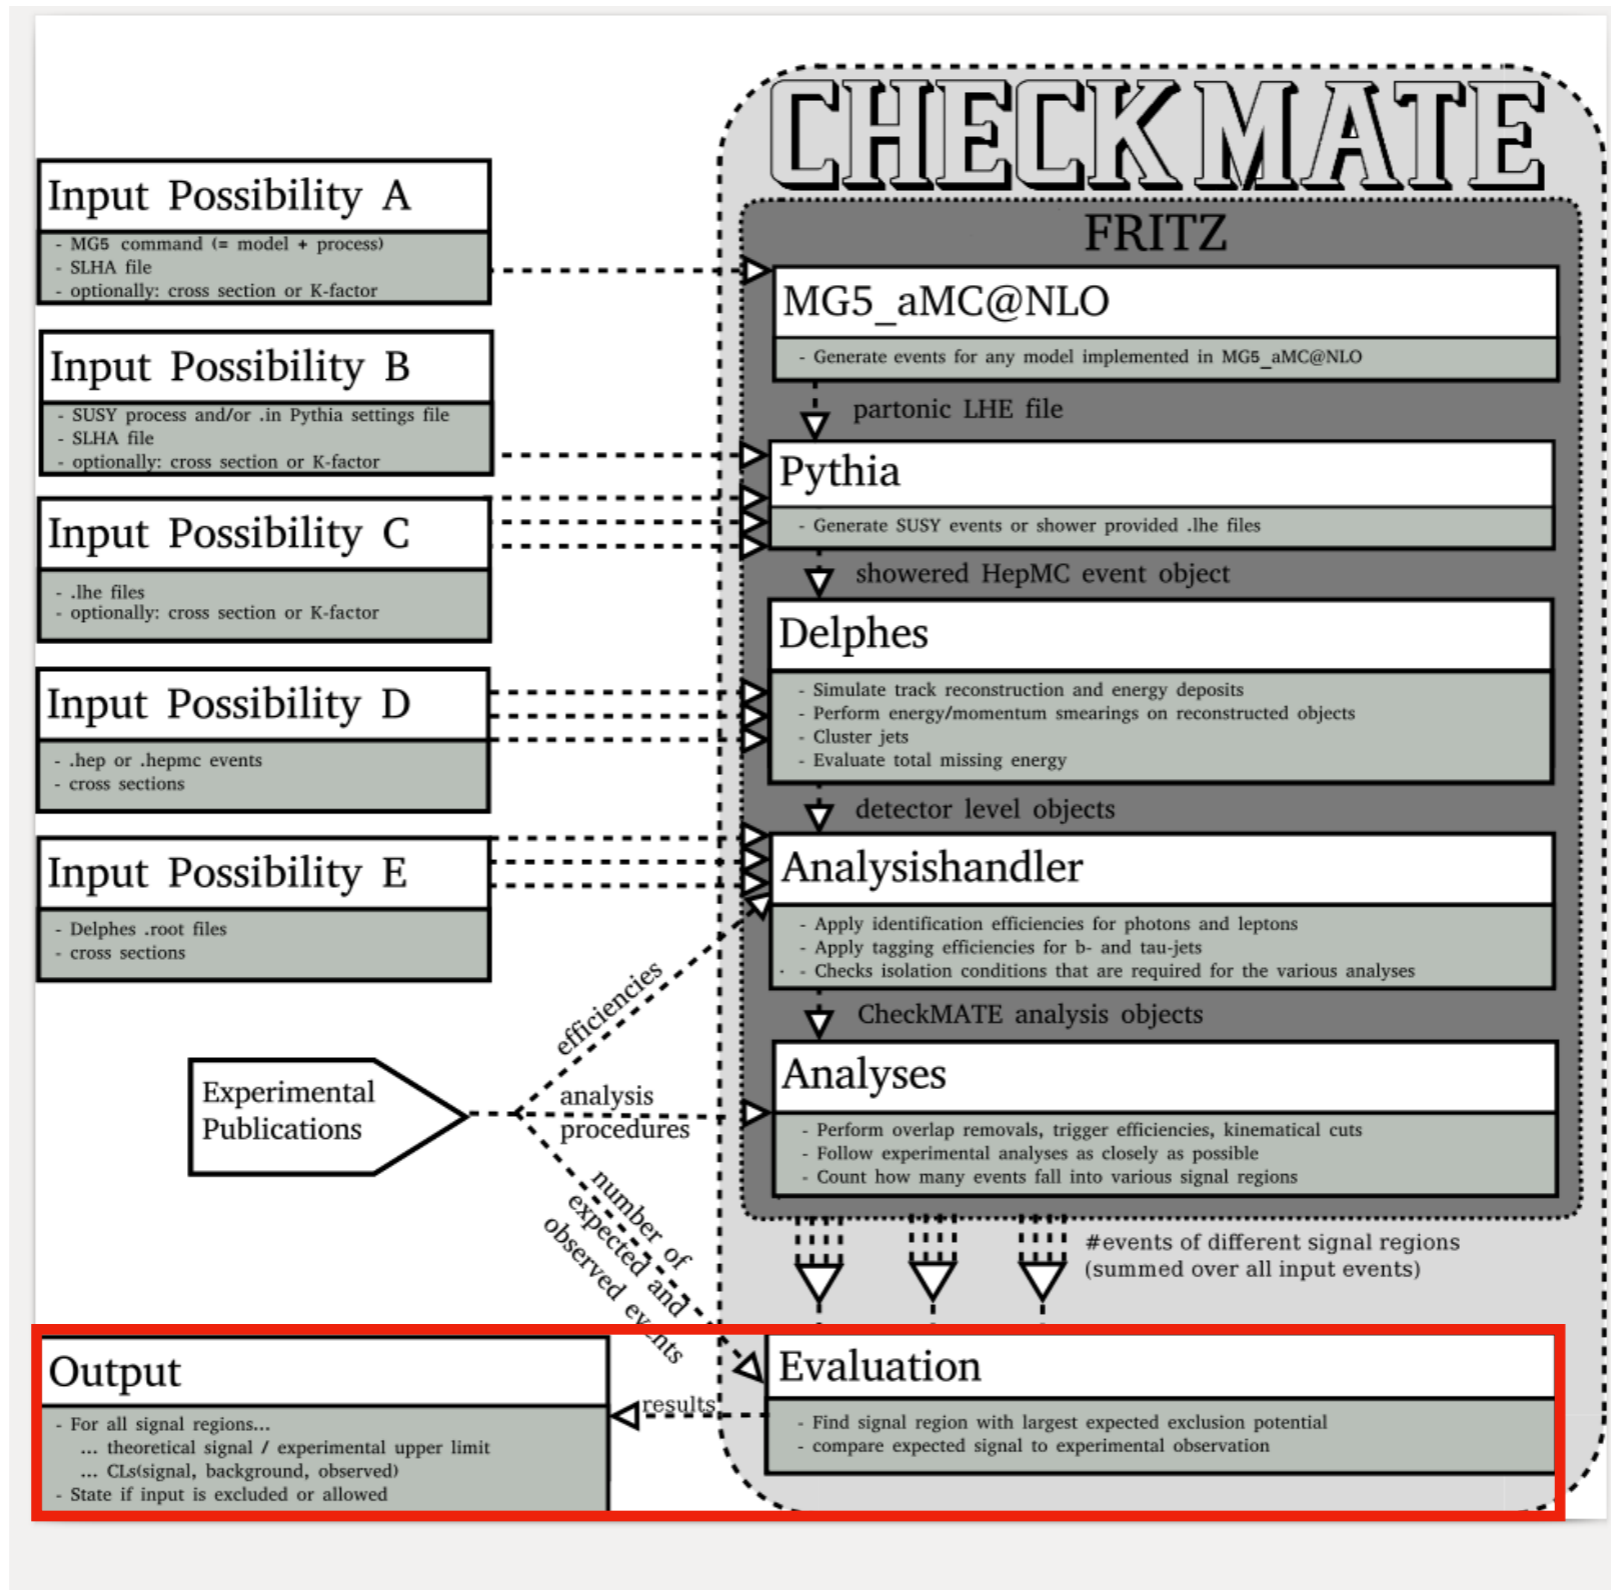 CHECKMATE
FRITZ
Input Possibility A
- MG5 command (= model + process)
- SLHA file
- optionally: cross section or K-factor
Input Possibility B
- SUSY process and/or .in Pythia settings file
- SLHA file
- optionally: cross section or K-factor
Input Possibility C
- .lhe files
- optionally: cross section or K-factor
Input Possibility D
- .hep or .hepmc events
- cross sections
Input Possibility E
- Delphes .root files
- cross sections
Experimental
Publications
efficiencies
analysis
procedures
number of
expected and
observed events
MG5_aMC@NLO
- Generate events for any model implemented in MG5_aMC@NLO
partonic LHE file
Pythia
- Generate SUSY events or shower provided .lhe files
showered HepMC event object
Delphes
- Simulate track reconstruction and energy deposits
- Perform energy/momentum smearings on reconstructed objects
- Cluster jets
- Evaluate total missing energy
detector level objects
Analysishandler
- Apply identification efficiencies for photons and leptons
- Apply tagging efficiencies for b- and tau-jets
- Checks isolation conditions that are required for the various analyses
CheckMATE analysis objects
Analyses
- Perform overlap removals, trigger efficiencies, kinematical cuts
- Follow experimental analyses as closely as possible
- Count how many events fall into various signal regions
#events of different signal regions
(summed over all input events)
Evaluation
- Find signal region with largest expected exclusion potential
- compare expected signal to experimental observation
results
Output
- For all signal regions...
... theoretical signal / experimental upper limit
... CLs(signal, background, observed)
- State if input is excluded or allowed